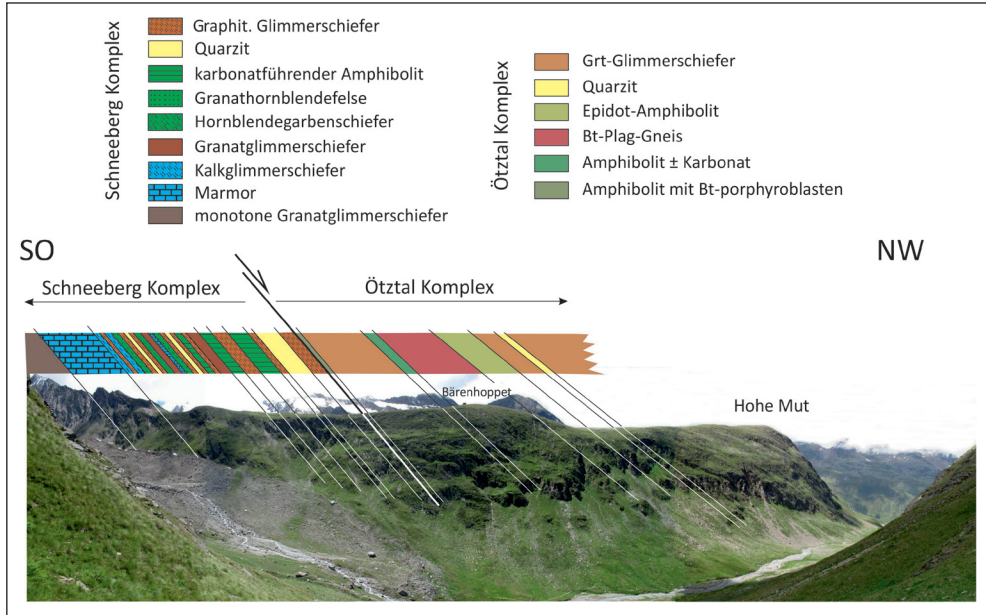 Schneeberg Komplex
Graphit. Glimmerschiefer
Quarzit
karbonatführender Amphibolit
Granathornblendefelse
Hornblendegarbenschiefer
Granatglimmerschiefer
Kalkglimmerschiefer
Marmor
monotone Granatglimmerschiefer
Ötztal Komplex
Grt-Glimmerschiefer
Quarzit
Epidot-Amphibolit
Bt-Plag-Gneis
Amphibolit ± Karbonat
Amphibolit mit Bt-porphyroblasten
SO
NW
Schneeberg Komplex
Ötztal Komplex
Bärenhoppet
Hohe Mut